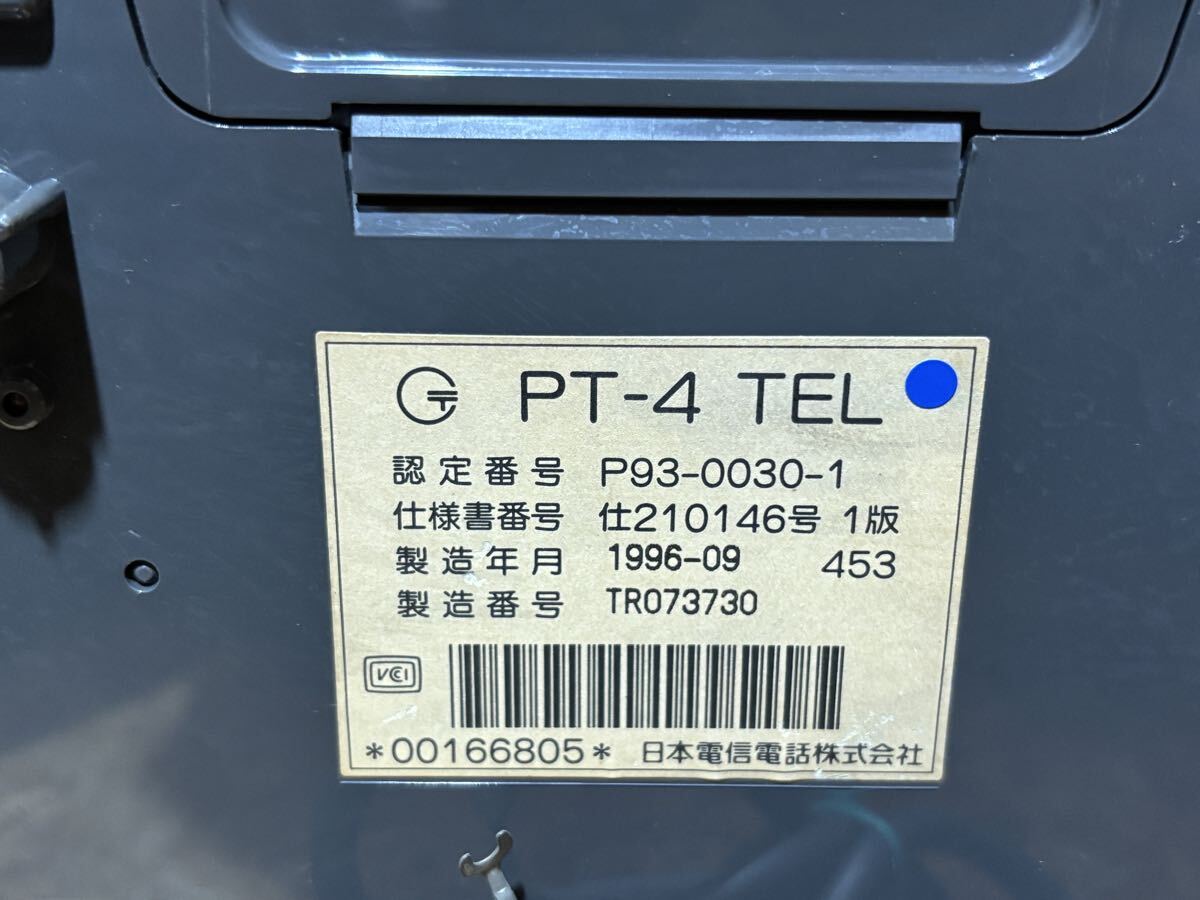 PT-4 TEL
認定番号 P93-0030-1
仕様書番号 仕210146号 1版
製造年月 1996-09 453
製造番号 TR073730
VCCI
*00166805* 日本電信電話株式会社